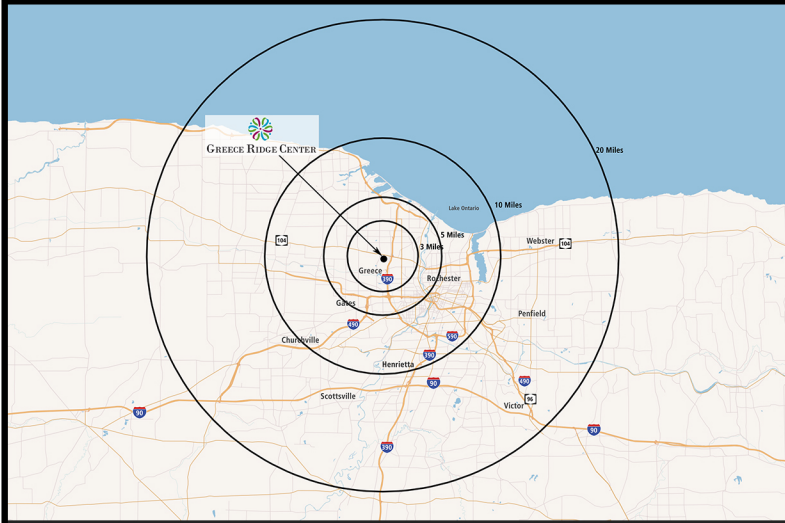 GREECE RIDGE CENTER
20 Miles
10 Miles
Lake Ontario
5 Miles
104
Webster
104
3 Miles
Greece
390
Rochester
Gates
Penfield
490
590
Churchville
390
Henrietta
490
90
Scottsville
96
Victor
90
90
390